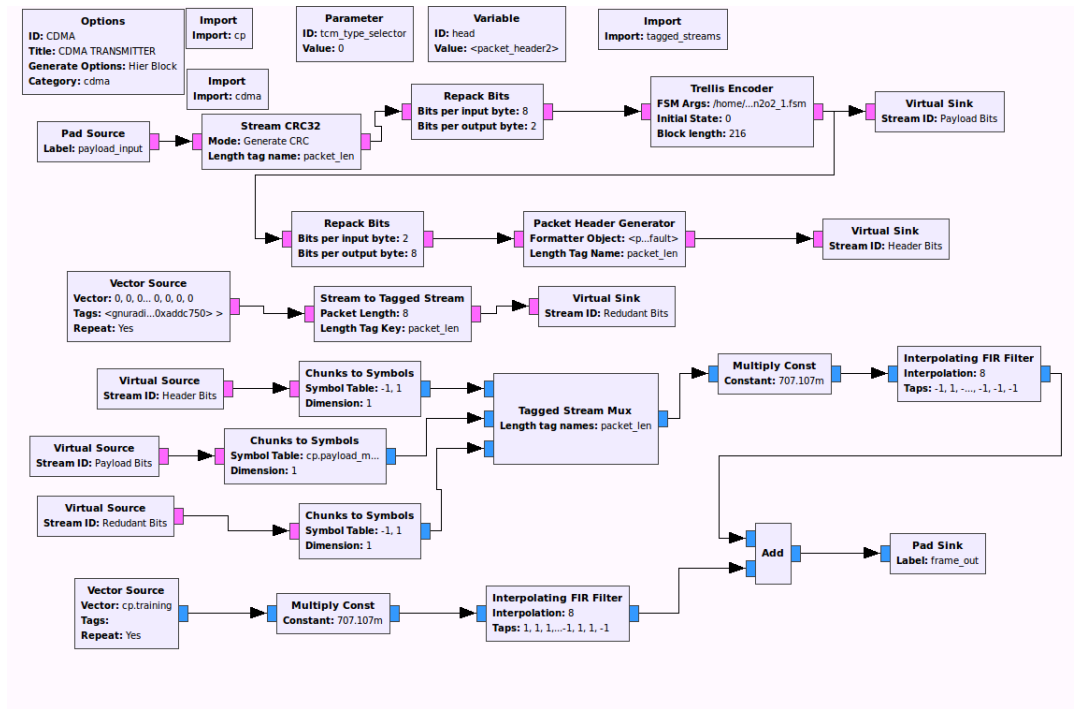 Options
ID: CDMA
Title: CDMA TRANSMITTER
Generate Options: Hier Block
Category: cdma
Import
Import: cp
Import
Import: cdma
Parameter
ID: tcm_type_selector
Value: 0
Variable
ID: head
Value: <packet_header2>
Import
Import: tagged_streams
Pad Source
Label: payload_input
Stream CRC32
Mode: Generate CRC
Length tag name: packet_len
Repack Bits
Bits per input byte: 8
Bits per output byte: 2
Trellis Encoder
FSM Args: /home/...n2o2_1.fsm
Initial State: 0
Block length: 216
Virtual Sink
Stream ID: Payload Bits
Repack Bits
Bits per input byte: 2
Bits per output byte: 8
Packet Header Generator
Formatter Object: <p...fault>
Length Tag Name: packet_len
Virtual Sink
Stream ID: Header Bits
Vector Source
Vector: 0, 0, 0... 0, 0, 0, 0
Tags: <gnuradi...0xaddc750> >
Repeat: Yes
Stream to Tagged Stream
Packet Length: 8
Length Tag Key: packet_len
Virtual Sink
Stream ID: Redudant Bits
Virtual Source
Stream ID: Header Bits
Chunks to Symbols
Symbol Table: -1, 1
Dimension: 1
Virtual Source
Stream ID: Payload Bits
Chunks to Symbols
Symbol Table: cp.payload_m...
Dimension: 1
Virtual Source
Stream ID: Redudant Bits
Chunks to Symbols
Symbol Table: -1, 1
Dimension: 1
Tagged Stream Mux
Length tag names: packet_len
Multiply Const
Constant: 707.107m
Interpolating FIR Filter
Interpolation: 8
Taps: -1, 1, -..., -1, -1, -1
Add
Pad Sink
Label: frame_out
Vector Source
Vector: cp.training
Tags:
Repeat: Yes
Multiply Const
Constant: 707.107m
Interpolating FIR Filter
Interpolation: 8
Taps: 1, 1, 1,...-1, 1, 1, -1